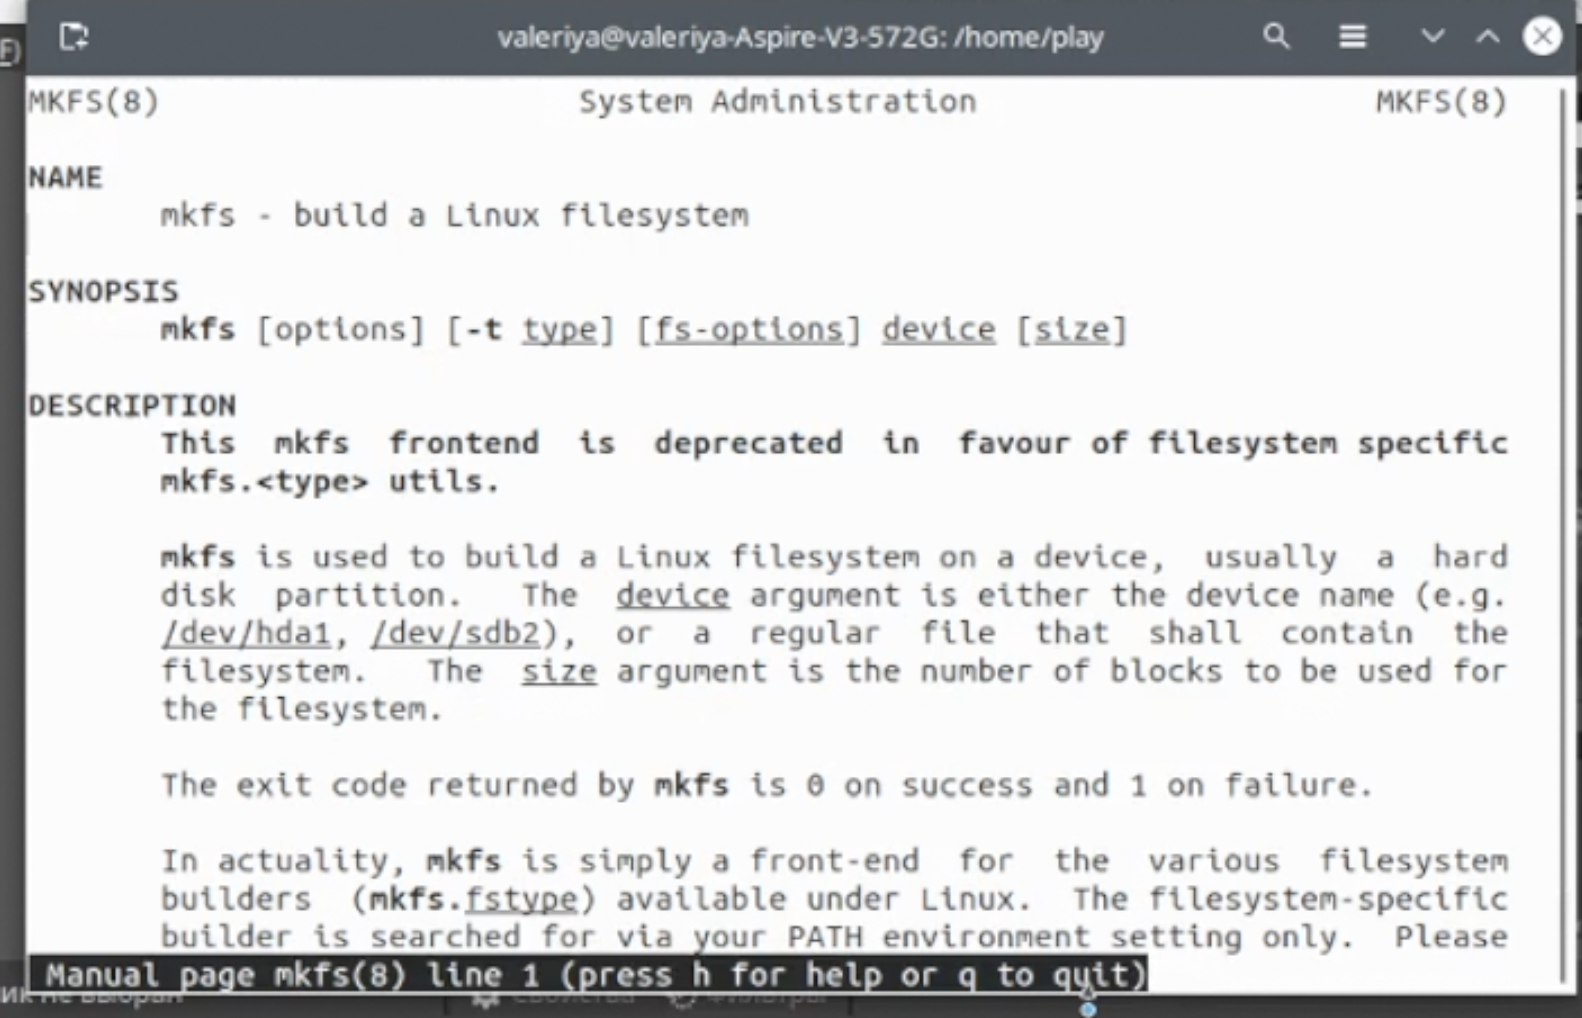 F)
valeriya@valeriya-Aspire-V3-572G: /home/play
MKFS(8) System Administration MKFS(8)
NAME
mkfs - build a Linux filesystem
SYNOPSIS
mkfs [options] [-t type] [fs-options] device [size]
DESCRIPTION
This mkfs frontend is deprecated in favour of filesystem specific
mkfs.<type> utils.
mkfs is used to build a Linux filesystem on a device, usually a hard
disk partition. The device argument is either the device name (e.g.
/dev/hda1, /dev/sdb2), or a regular file that shall contain the
filesystem. The size argument is the number of blocks to be used for
the filesystem.
The exit code returned by mkfs is 0 on success and 1 on failure.
In actuality, mkfs is simply a front-end for the various filesystem
builders (mkfs.fstype) available under Linux. The filesystem-specific
builder is searched for via your PATH environment setting only. Please
Manual page mkfs(8) line 1 (press h for help or q to quit)
ик не выбран Свойства Фильтры